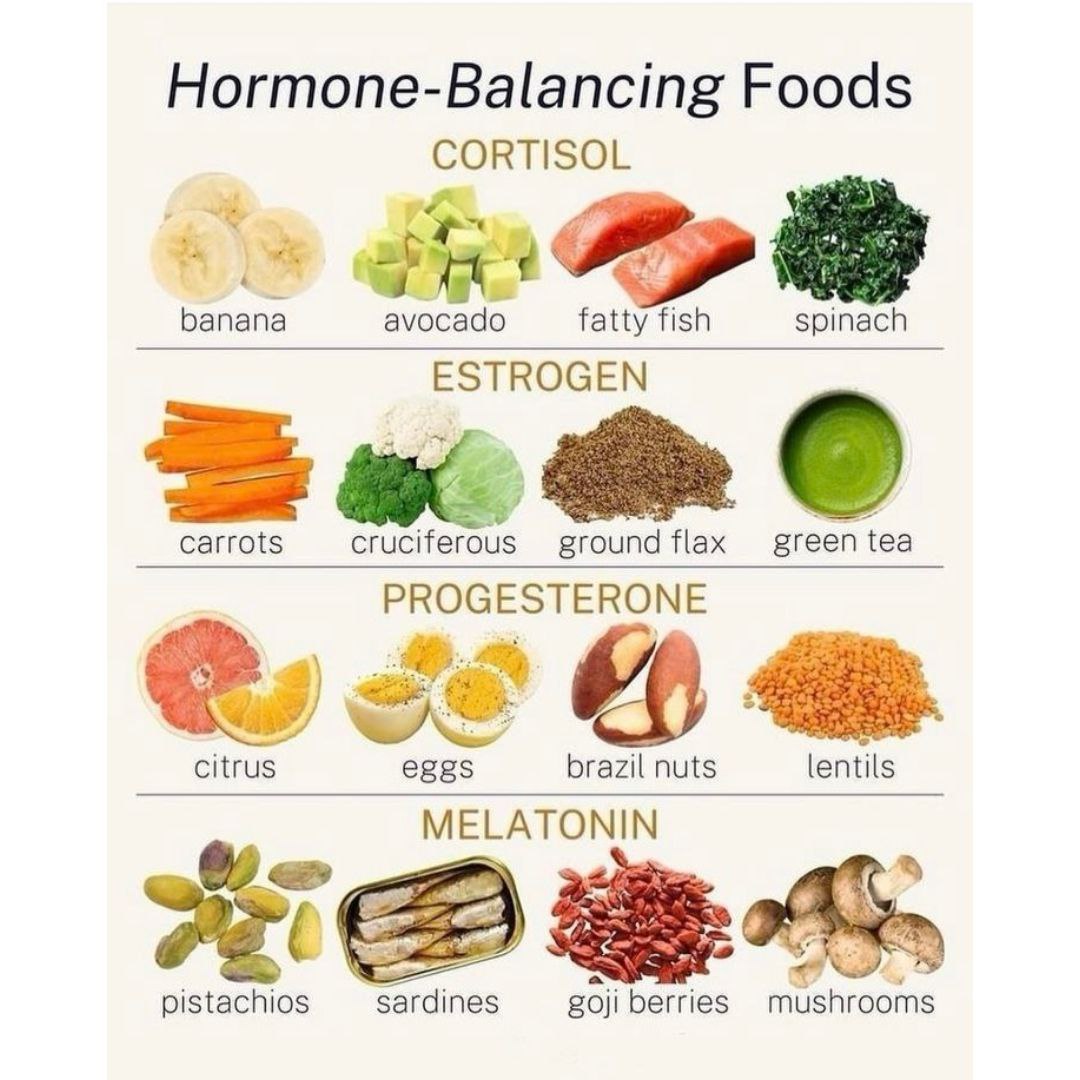 Hormone-Balancing Foods
CORTISOL
banana avocado fatty fish spinach
ESTROGEN
carrots cruciferous ground flax green tea
PROGESTERONE
citrus eggs brazil nuts lentils
MELATONIN
pistachios sardines goji berries mushrooms